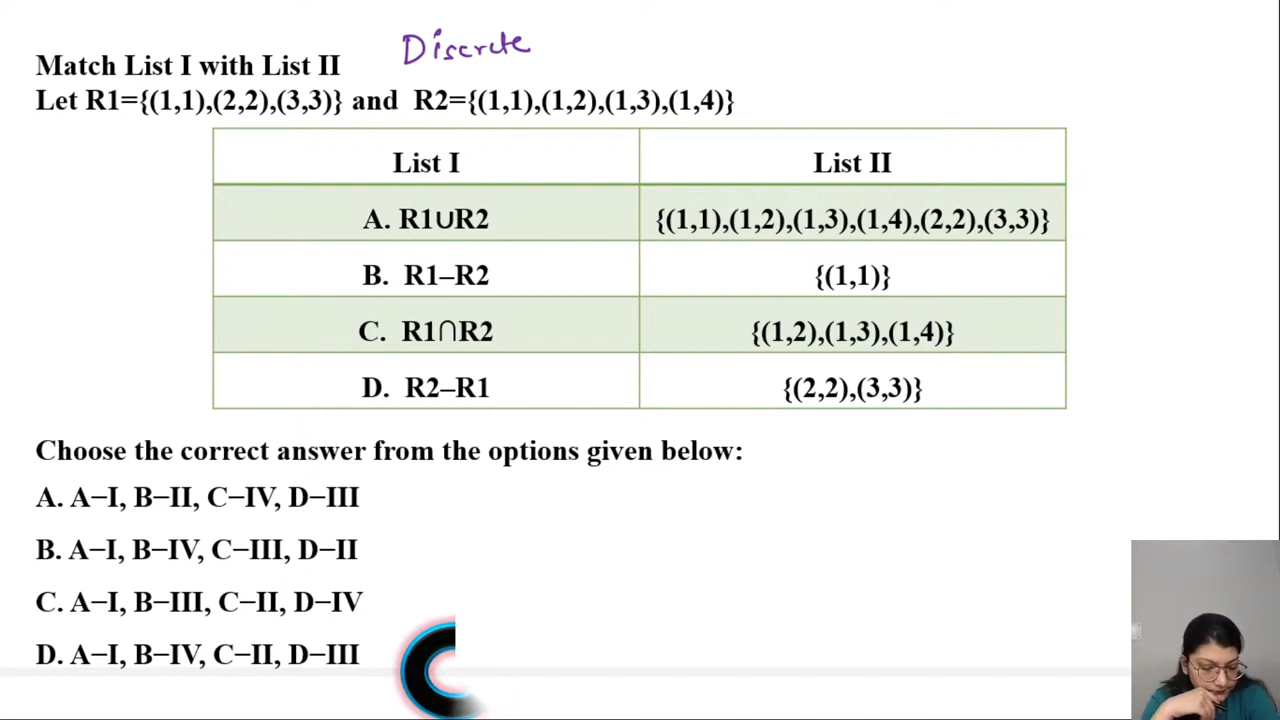 Discrete
Match List I with List II
Let R1={(1,1),(2,2),(3,3)} and R2={(1,1),(1,2),(1,3),(1,4)}
List I List II
A. R1∪R2 {(1,1),(1,2),(1,3),(1,4),(2,2),(3,3)}
B. R1–R2 {(1,1)}
C. R1∩R2 {(1,2),(1,3),(1,4)}
D. R2–R1 {(2,2),(3,3)}
Choose the correct answer from the options given below:
A. A−I, B−II, C−IV, D−III
B. A−I, B−IV, C−III, D−II
C. A−I, B−III, C−II, D−IV
D. A−I, B−IV, C−II, D−III